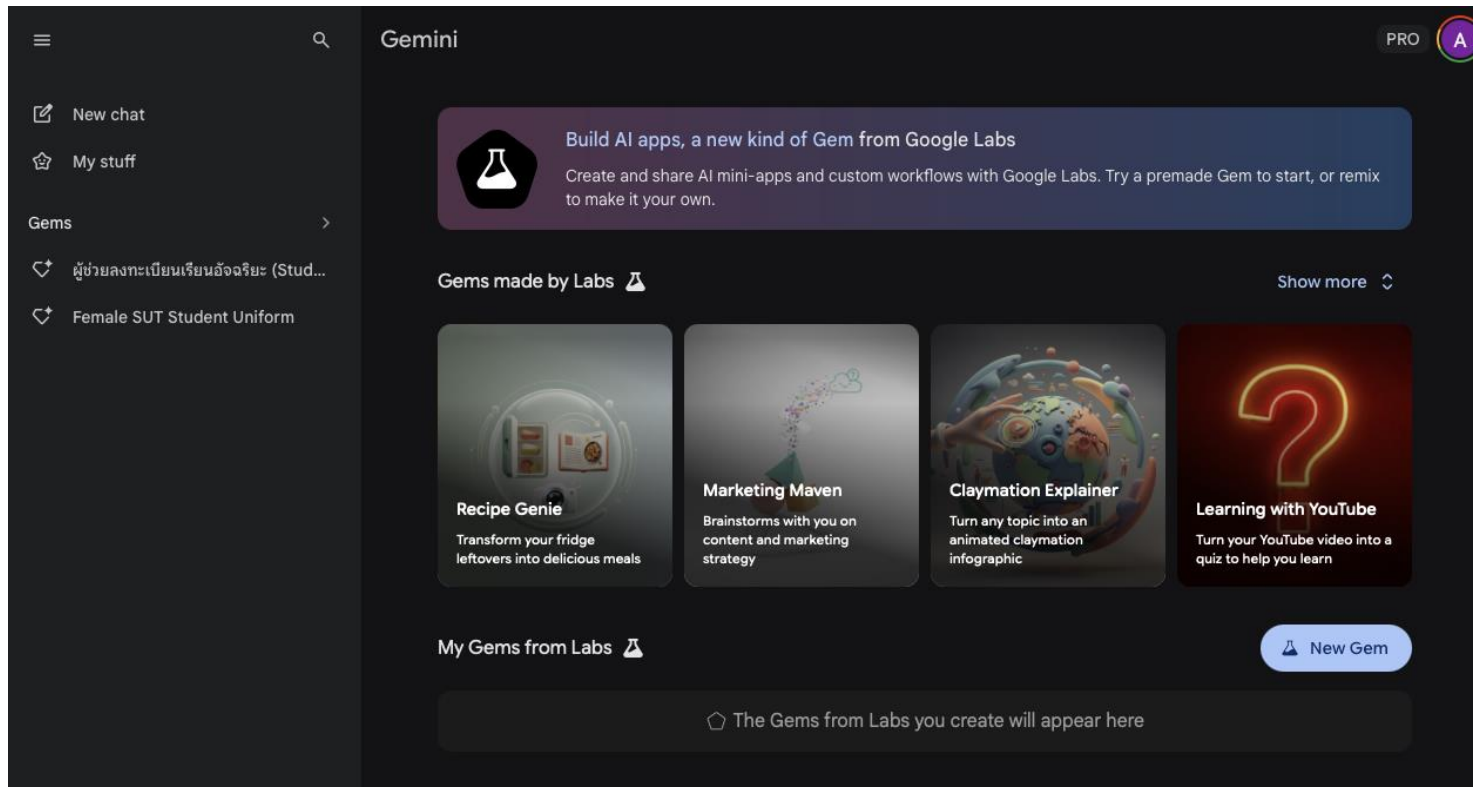 Gemini
PRO
A
New chat
My stuff
Gems
ผู้ช่วยลงทะเบียนเรียนอัจฉริยะ (Stud...
Female SUT Student Uniform
Build AI apps, a new kind of Gem from Google Labs
Create and share AI mini-apps and custom workflows with Google Labs. Try a premade Gem to start, or remix
to make it your own.
Gems made by Labs
Show more
Recipe Genie
Transform your fridge
leftovers into delicious meals
Marketing Maven
Brainstorms with you on
content and marketing
strategy
Claymation Explainer
Turn any topic into an
animated claymation
infographic
Learning with YouTube
Turn your YouTube video into a
quiz to help you learn
My Gems from Labs
New Gem
The Gems from Labs you create will appear here